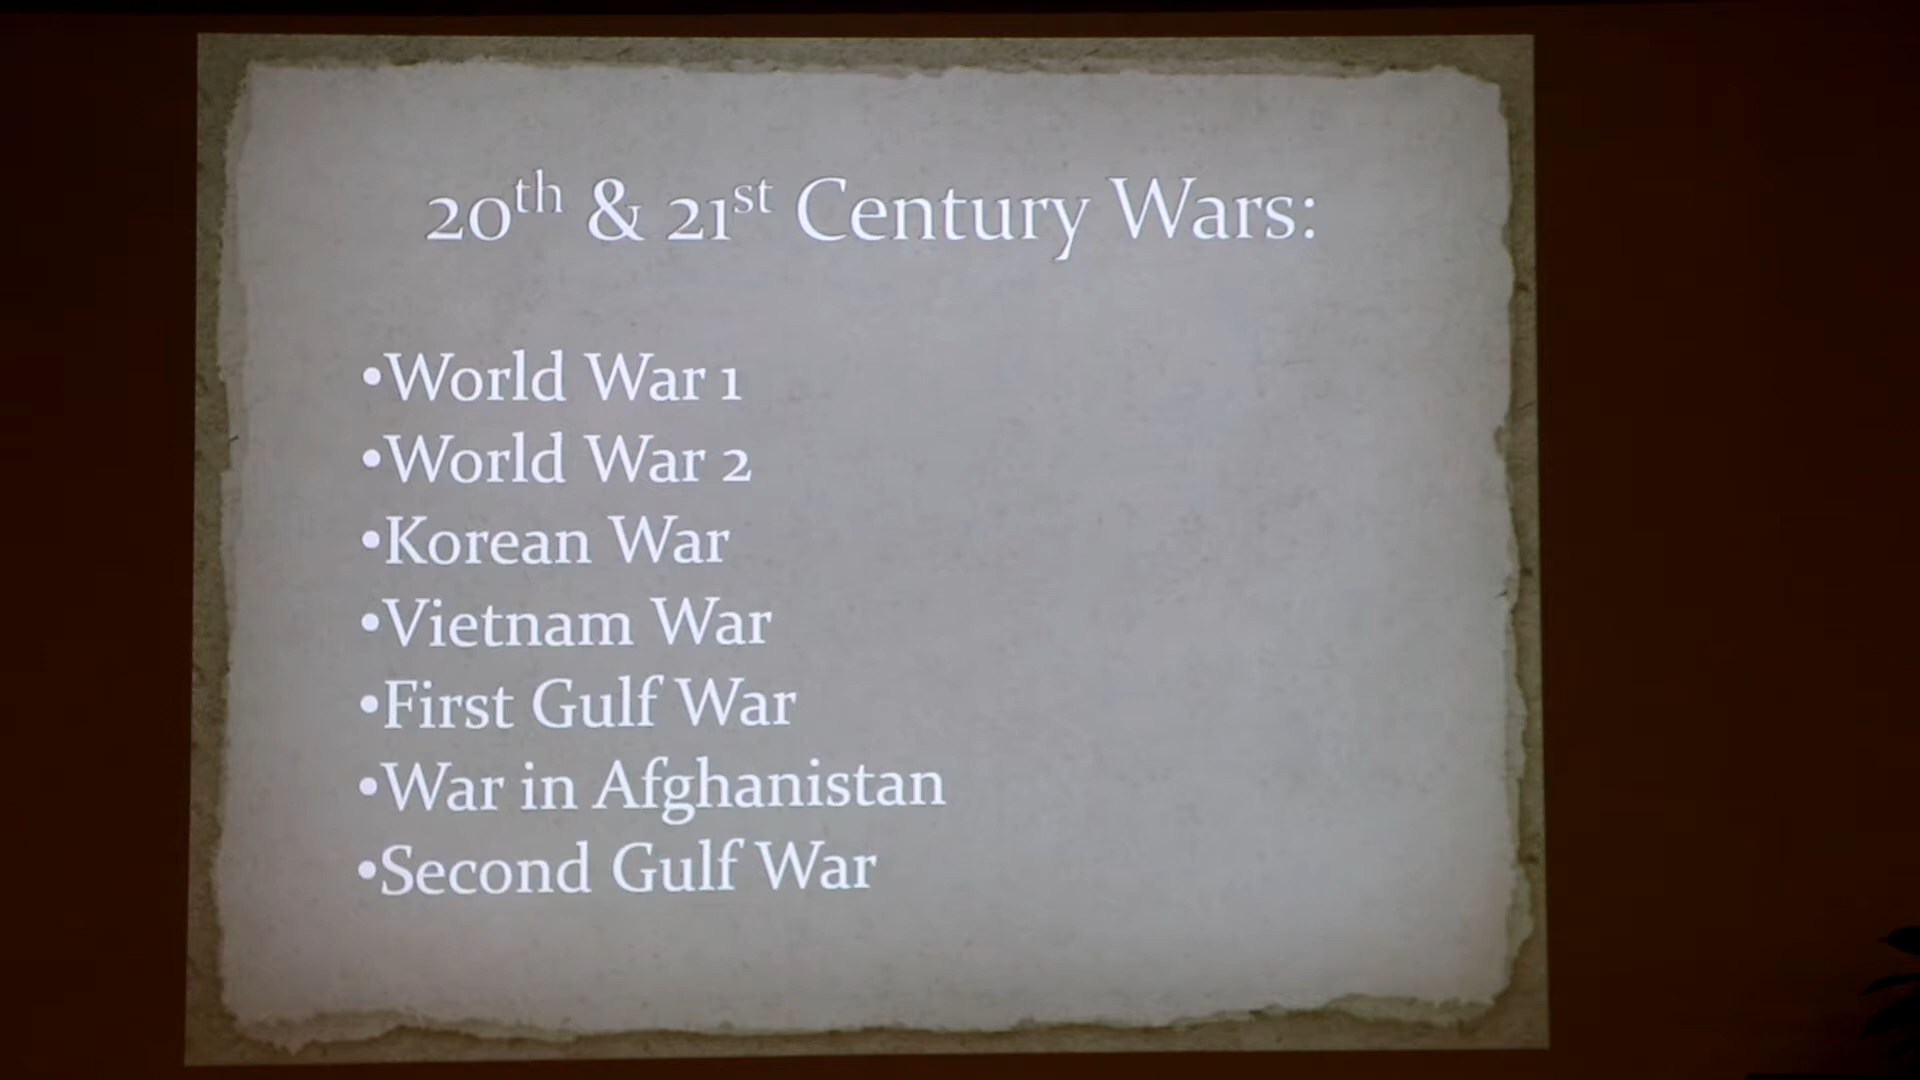 20th & 21st Century Wars:
•World War 1
•World War 2
•Korean War
•Vietnam War
•First Gulf War
•War in Afghanistan
•Second Gulf War